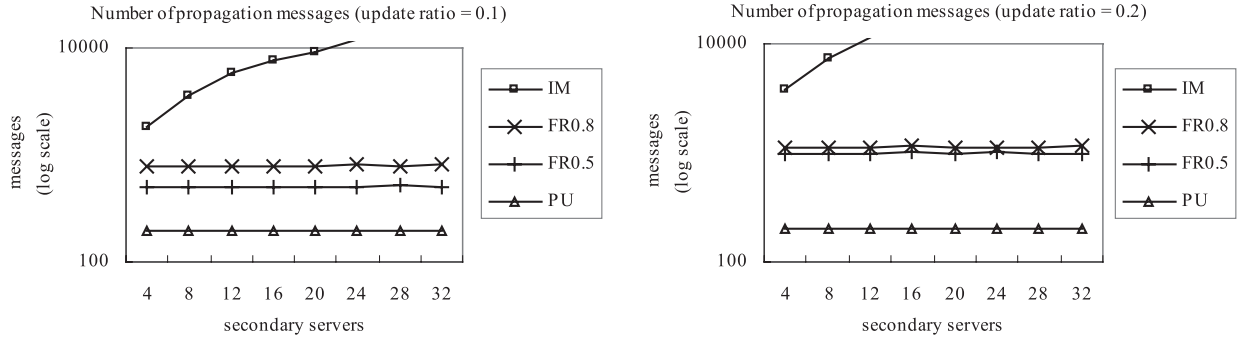 Number of propagation messages (update ratio = 0.1)
10000
100
messages
(log scale)
4 8 12 16 20 24 28 32
secondary servers
IM
FR0.8
FR0.5
PU
Number of propagation messages (update ratio = 0.2)
10000
100
messages
(log scale)
4 8 12 16 20 24 28 32
secondary servers
IM
FR0.8
FR0.5
PU